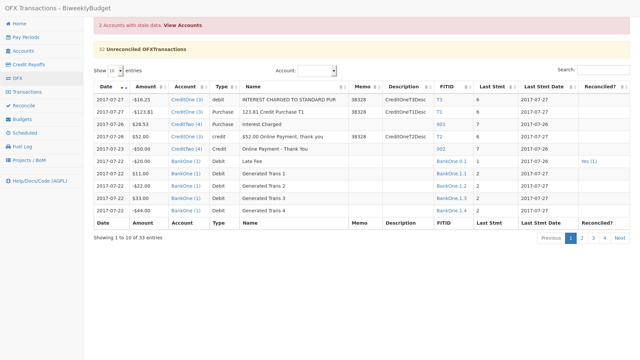 OFX Transactions - BiweeklyBudget
Home
Pay Periods
Accounts
Credit Payoffs
OFX
Transactions
Reconcile
Budgets
Scheduled
Fuel Log
Projects / BoM
Help/Docs/Code (AGPL)
2 Accounts with stale data. View Accounts.
32 Unreconciled OFXTransactions.
Show 10 entries Account: Search:
Date Amount Account Type Name Memo Description FITID Last Stmt Last Stmt Date Reconciled?
2017-07-27 -$16.25 CreditOne (3) debit INTEREST CHARGED TO STANDARD PUR 38328 CreditOneT3Desc T3 6 2017-07-27
2017-07-27 -$123.81 CreditOne (3) Purchase 123.81 Credit Purchase T1 38328 CreditOneT1Desc T1 6 2017-07-27
2017-07-26 $28.53 CreditTwo (4) Purchase Interest Charged 001 7 2017-07-26
2017-07-26 $52.00 CreditOne (3) credit $52.00 Online Payment, thank you 38328 CreditOneT2Desc T2 6 2017-07-27
2017-07-23 -$50.00 CreditTwo (4) Credit Online Payment - Thank You 002 7 2017-07-26
2017-07-22 -$20.00 BankOne (1) Debit Late Fee BankOne.0.1 1 2017-07-26 Yes (1)
2017-07-22 $11.00 BankOne (1) Debit Generated Trans 1 BankOne.1.1 2 2017-07-27
2017-07-22 -$22.00 BankOne (1) Debit Generated Trans 2 BankOne.1.2 2 2017-07-27
2017-07-22 $33.00 BankOne (1) Debit Generated Trans 3 BankOne.1.3 2 2017-07-27
2017-07-22 -$44.00 BankOne (1) Debit Generated Trans 4 BankOne.1.4 2 2017-07-27
Date Amount Account Type Name Memo Description FITID Last Stmt Last Stmt Date Reconciled?
Showing 1 to 10 of 33 entries
Previous 1 2 3 4 Next